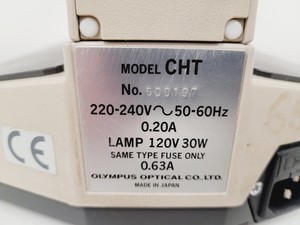 MODEL CHT
No. 500197
220-240V~50-60Hz
0.20A
LAMP 120V 30W
SAME TYPE FUSE ONLY
0.63A
OLYMPUS OPTICAL CO., LTD.
MADE IN JAPAN
CE